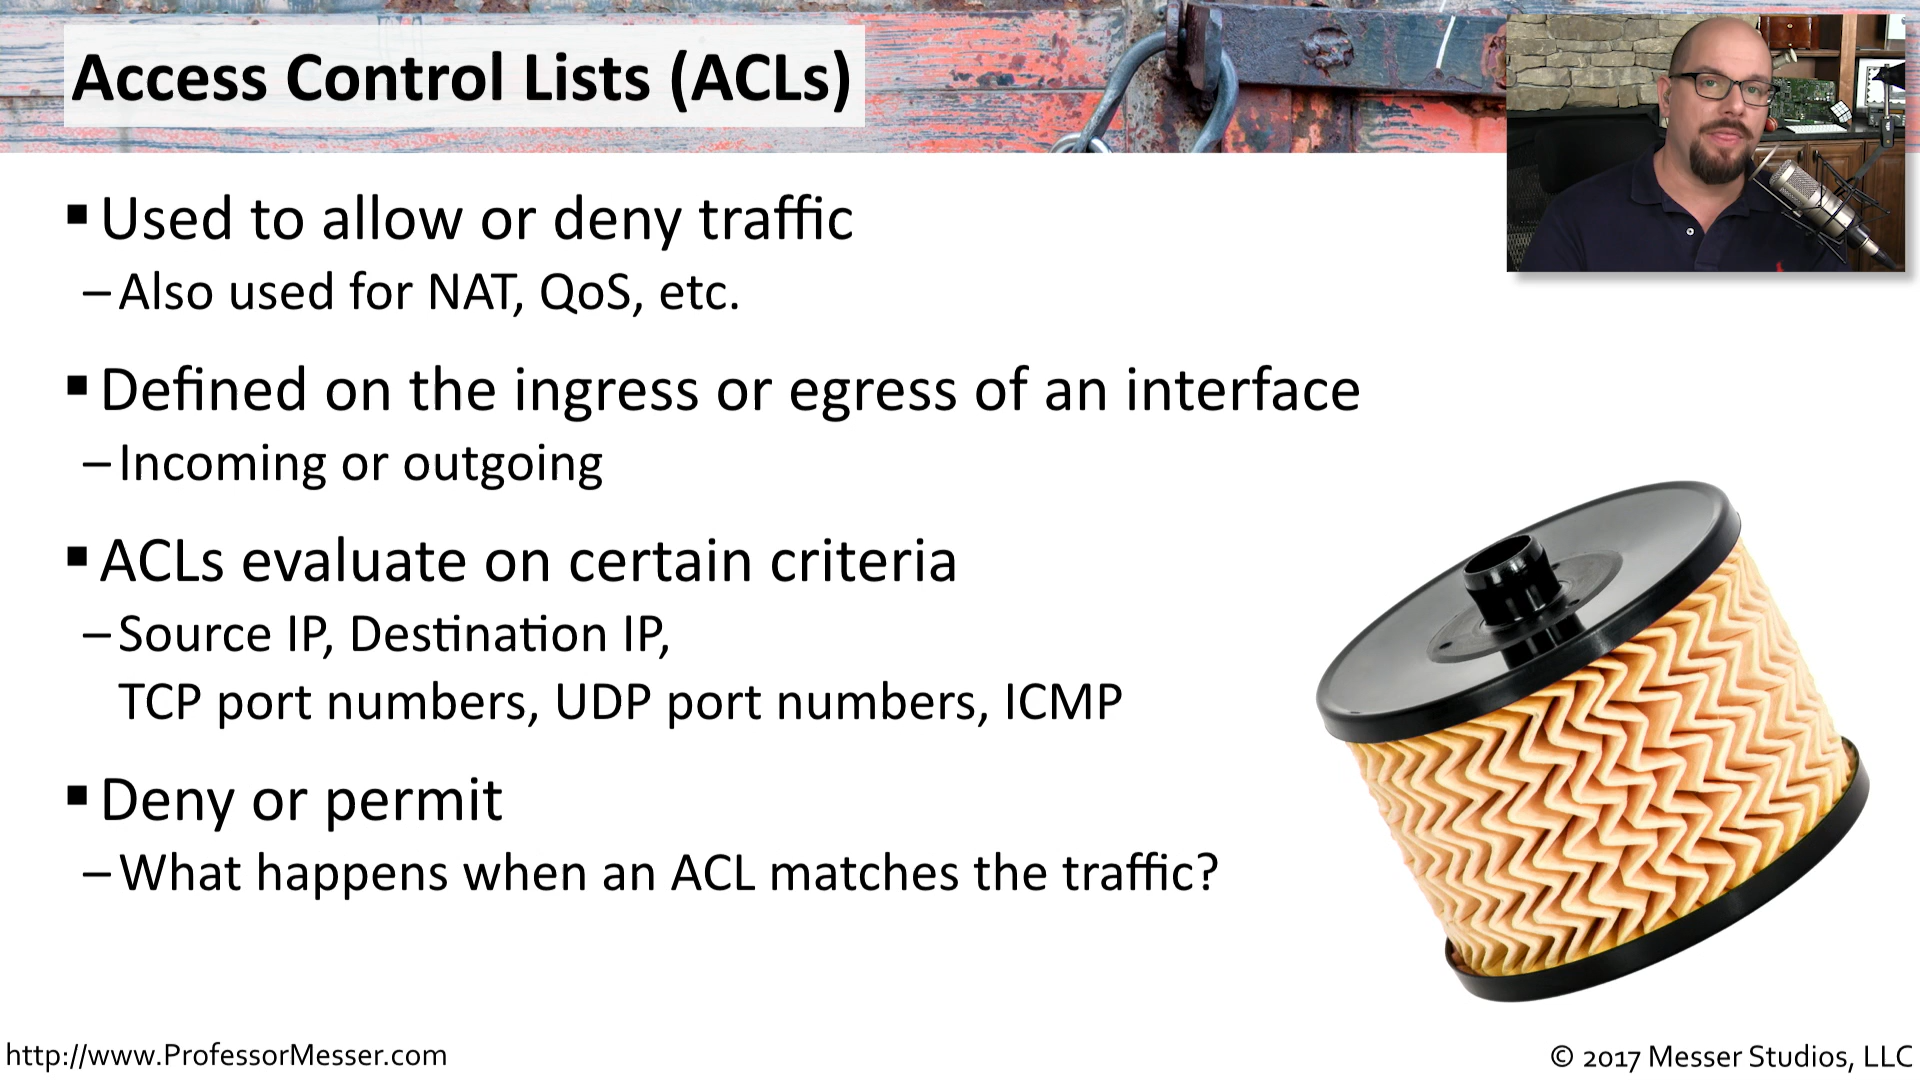 Access Control Lists (ACLs)
▪ Used to allow or deny traffic
– Also used for NAT, QoS, etc.
▪ Defined on the ingress or egress of an interface
– Incoming or outgoing
▪ ACLs evaluate on certain criteria
– Source IP, Destination IP,
TCP port numbers, UDP port numbers, ICMP
▪ Deny or permit
– What happens when an ACL matches the traffic?
http://www.ProfessorMesser.com
© 2017 Messer Studios, LLC